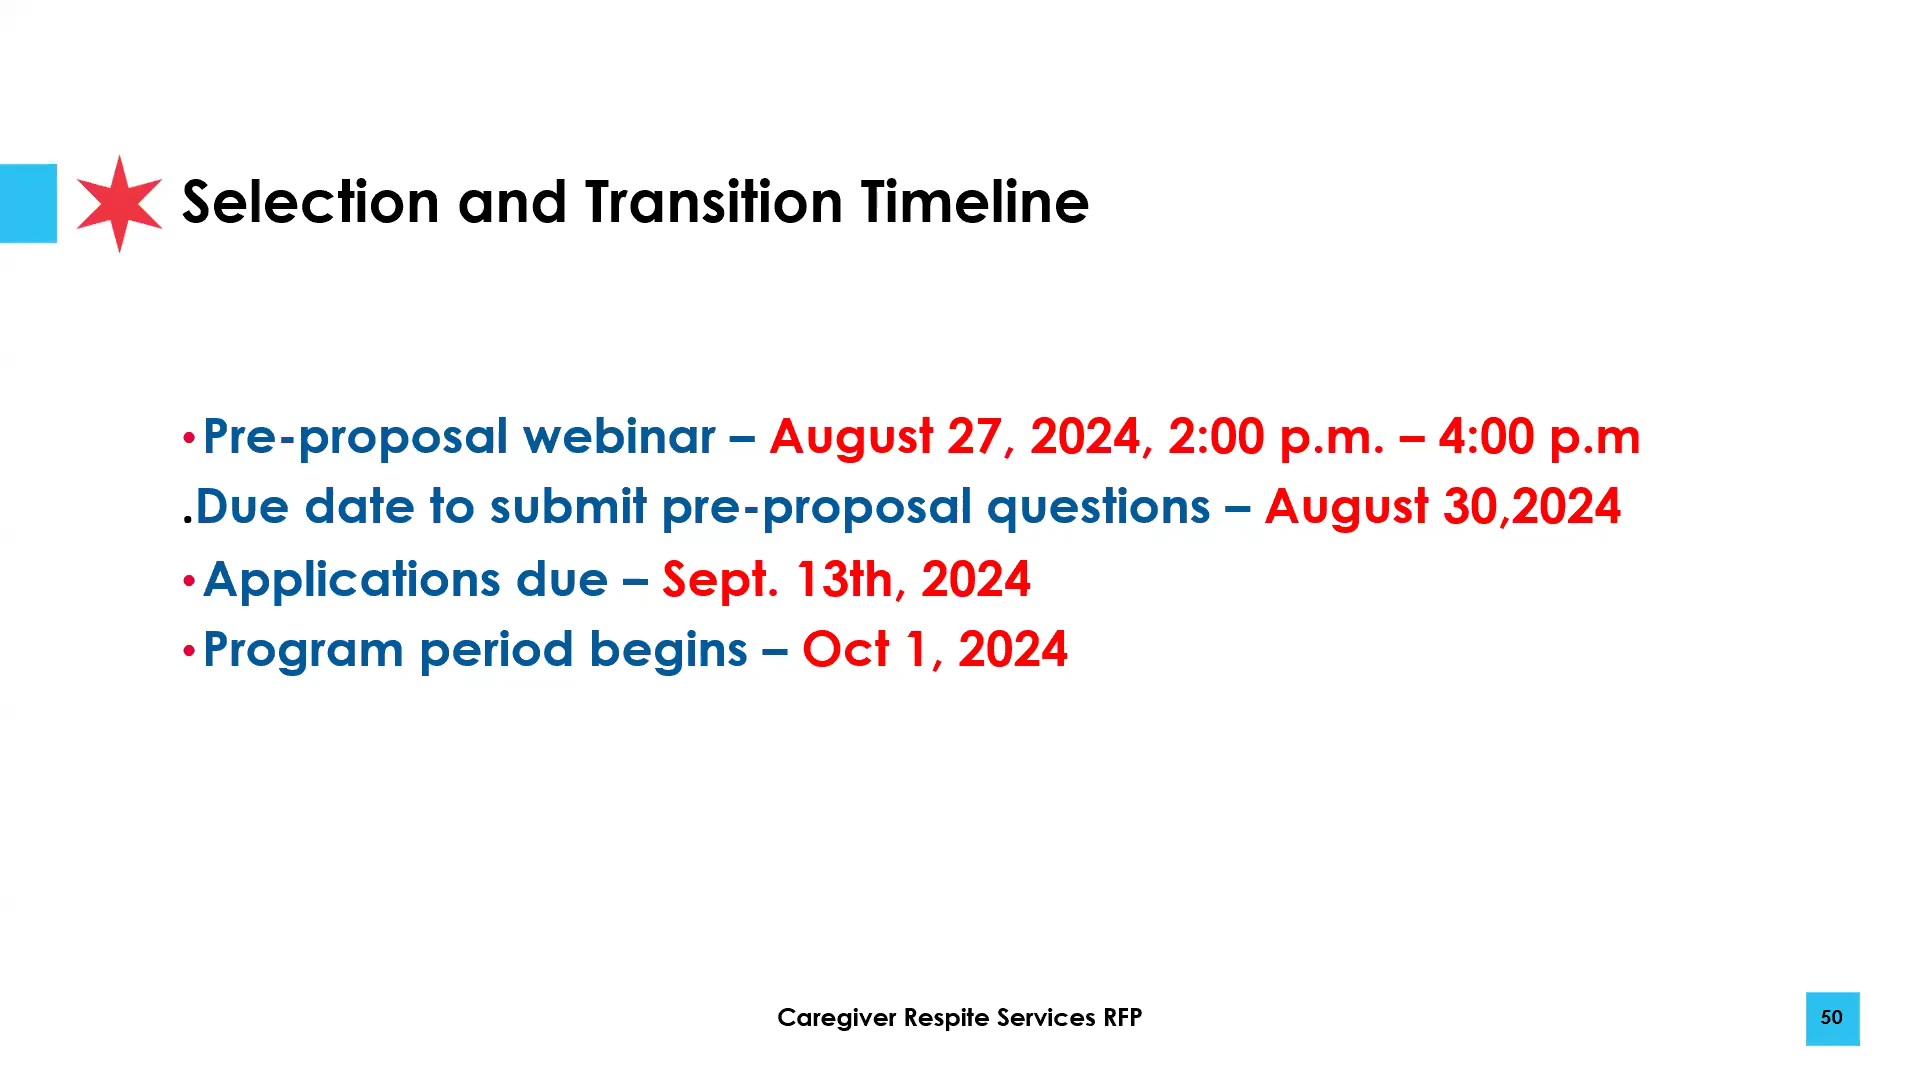 Selection and Transition Timeline
•Pre-proposal webinar – August 27, 2024, 2:00 p.m. – 4:00 p.m
.Due date to submit pre-proposal questions – August 30,2024
•Applications due – Sept. 13th, 2024
•Program period begins – Oct 1, 2024
Caregiver Respite Services RFP
50